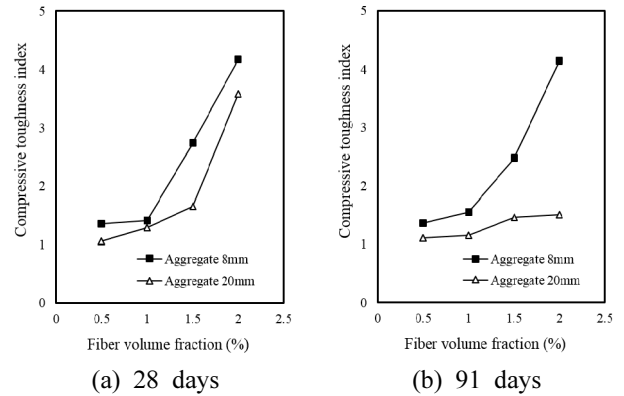 5
4
3
2
1
0
Compressive toughness index
0 0.5 1 1.5 2 2.5
Fiber volume fraction (%)
Aggregate 8mm
Aggregate 20mm
(a) 28 days
5
4
3
2
1
0
Compressive toughness index
0 0.5 1 1.5 2 2.5
Fiber volume fraction (%)
Aggregate 8mm
Aggregate 20mm
(b) 91 days